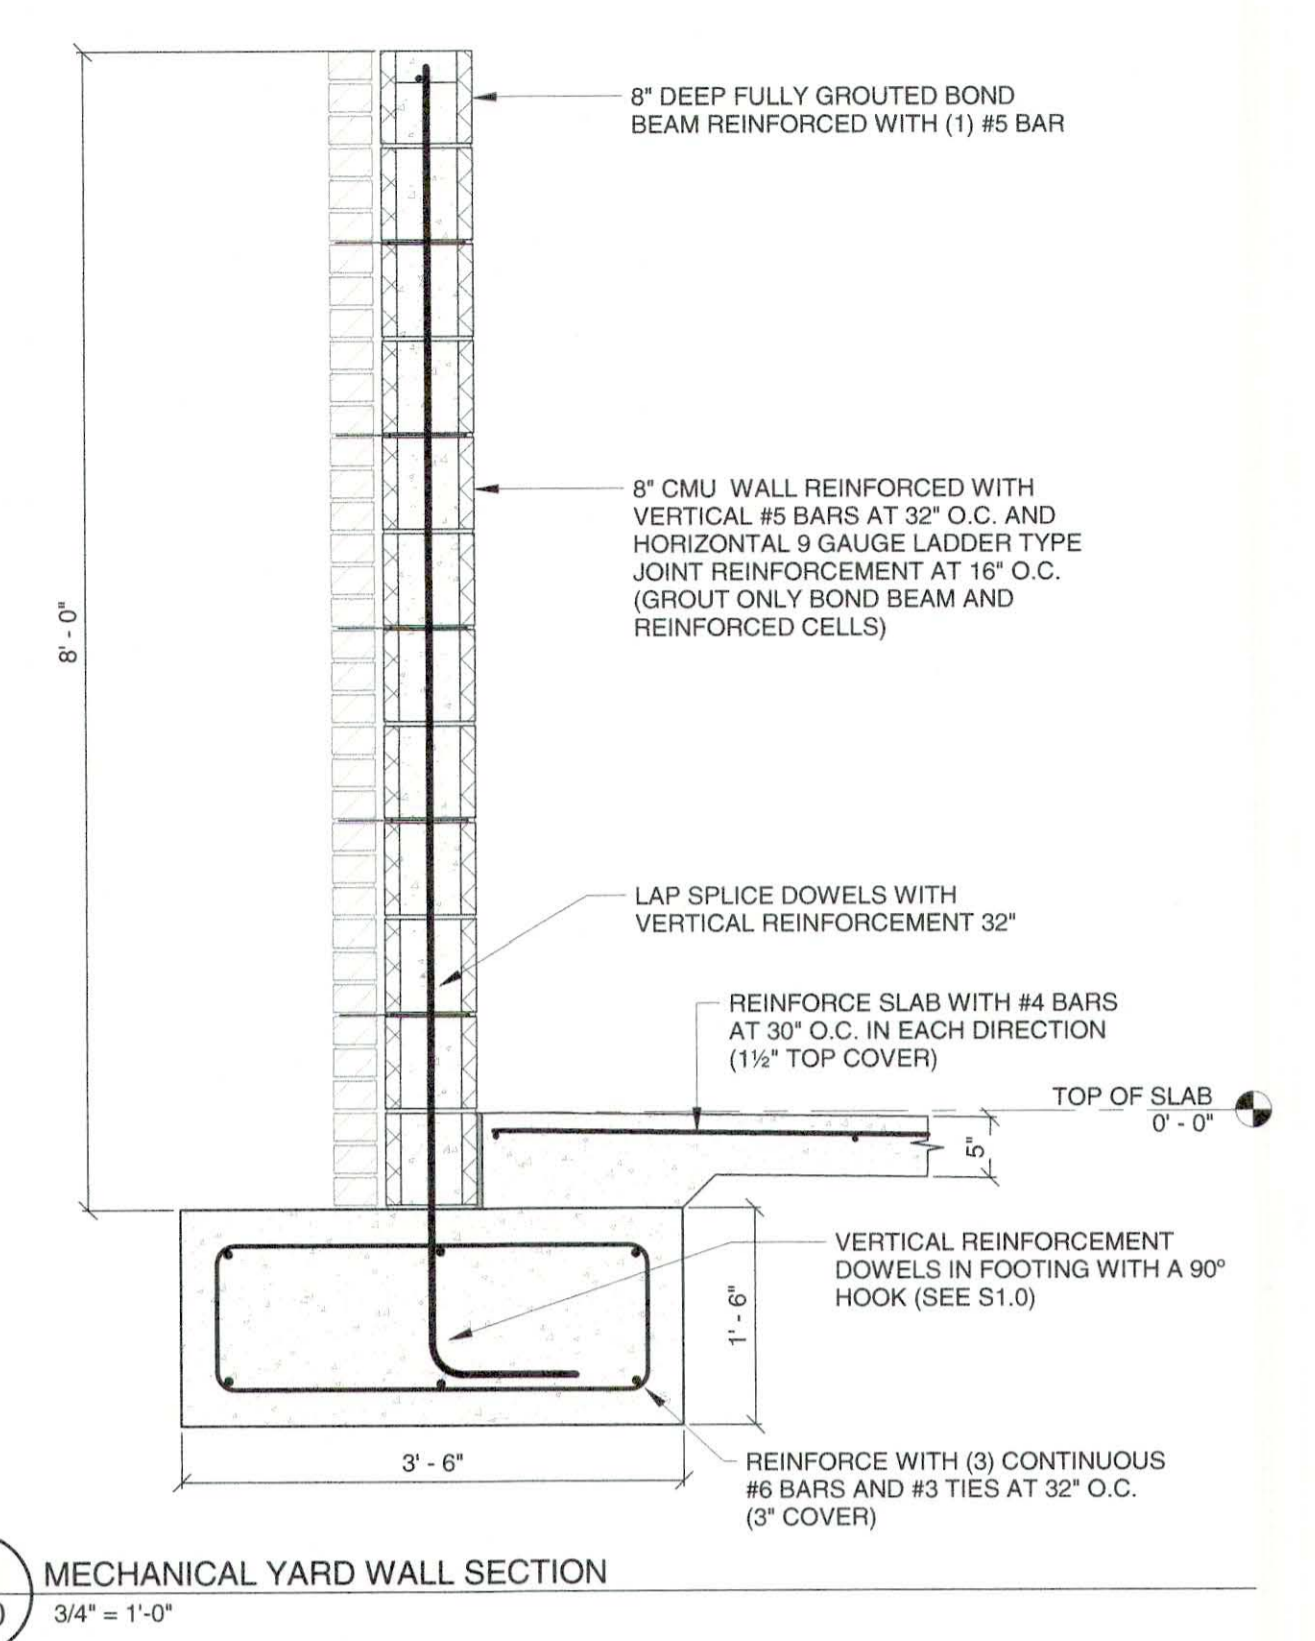 8" DEEP FULLY GROUTED BOND
BEAM REINFORCED WITH (1) #5 BAR
8" CMU WALL REINFORCED WITH
VERTICAL #5 BARS AT 32" O.C. AND
HORIZONTAL 9 GAUGE LADDER TYPE
JOINT REINFORCEMENT AT 16" O.C.
(GROUT ONLY BOND BEAM AND
REINFORCED CELLS)
8' - 0"
LAP SPLICE DOWELS WITH
VERTICAL REINFORCEMENT 32"
REINFORCE SLAB WITH #4 BARS
AT 30" O.C. IN EACH DIRECTION
(1½" TOP COVER)
TOP OF SLAB
0' - 0"
5"
VERTICAL REINFORCEMENT
DOWELS IN FOOTING WITH A 90°
HOOK (SEE S1.0)
1' - 6"
3' - 6"
REINFORCE WITH (3) CONTINUOUS
#6 BARS AND #3 TIES AT 32" O.C.
(3" COVER)
MECHANICAL YARD WALL SECTION
3/4" = 1'-0"